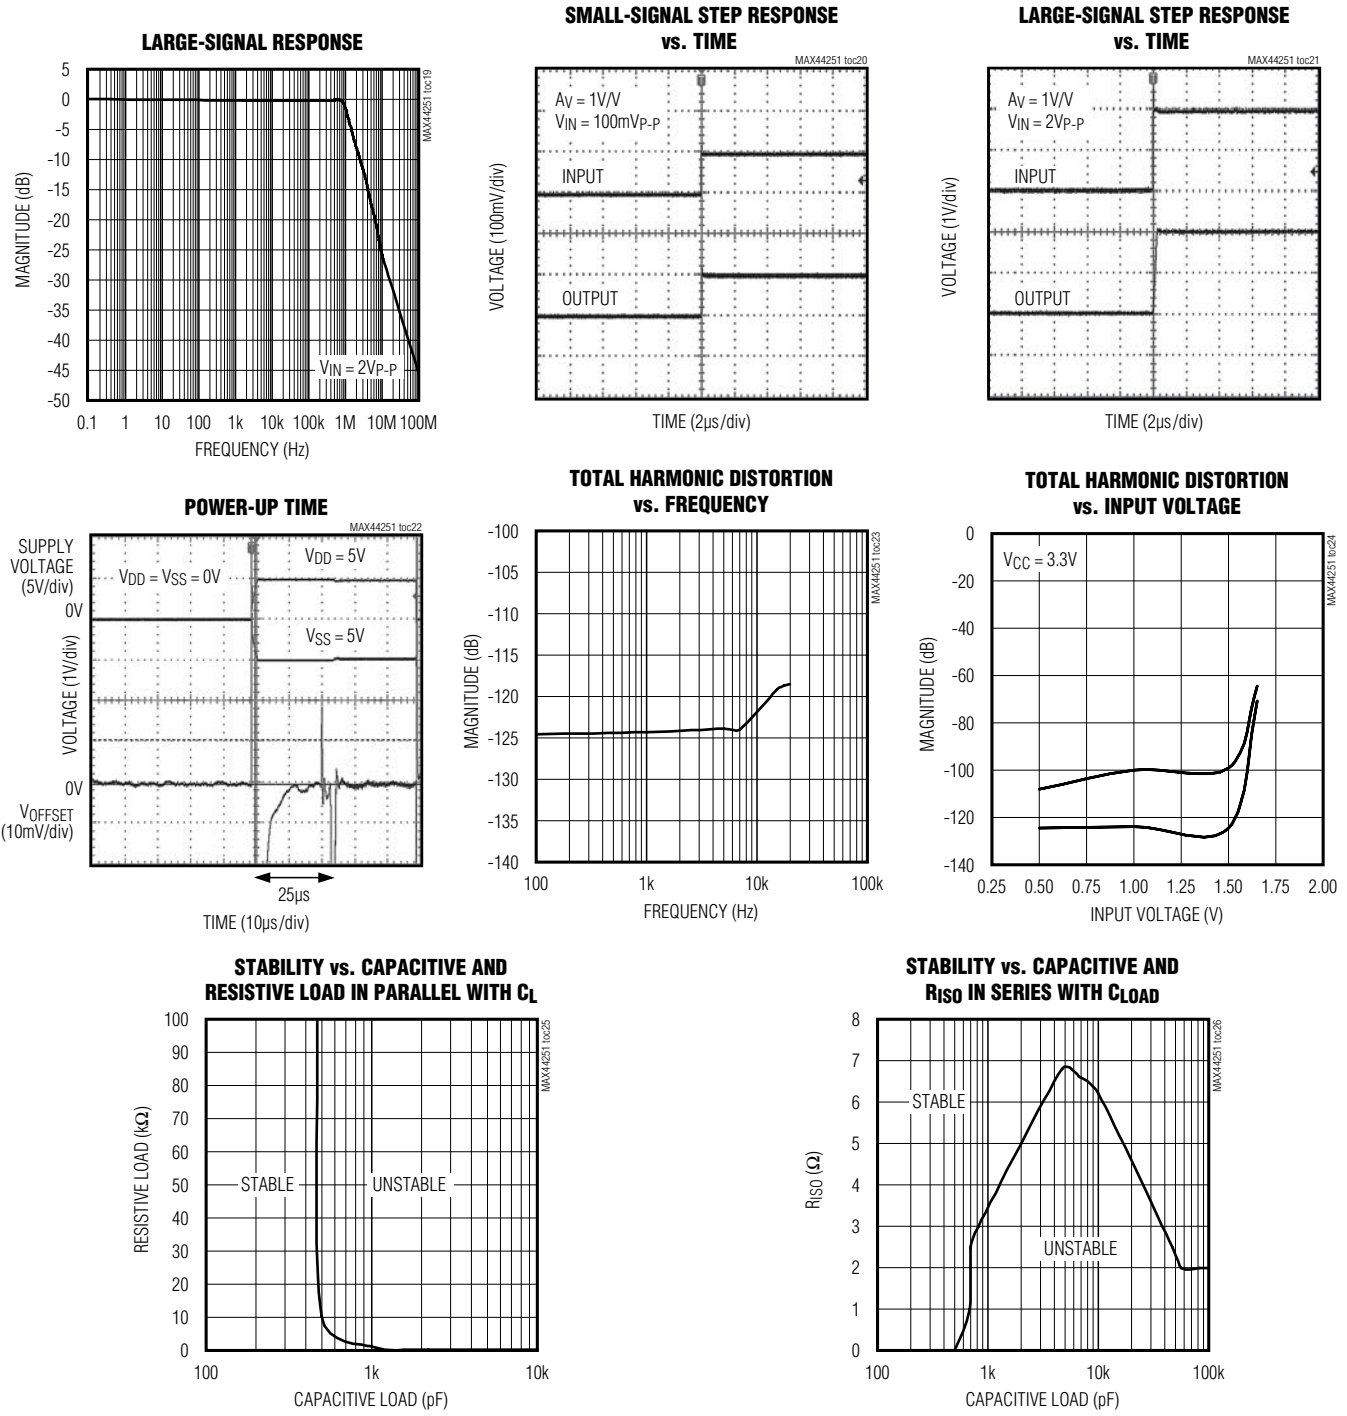 LARGE-SIGNAL RESPONSE
MAX44251 toc19
MAGNITUDE (dB)
5
0
-5
-10
-15
-20
-25
-30
-35
-40
-45
-50
VIN = 2VP-P
0.1 1 10 100 1k 10k 100k 1M 10M 100M
FREQUENCY (Hz)
SMALL-SIGNAL STEP RESPONSE
vs. TIME
MAX44251 toc20
AV = 1V/V
VIN = 100mVP-P
INPUT
OUTPUT
VOLTAGE (100mV/div)
TIME (2µs/div)
LARGE-SIGNAL STEP RESPONSE
vs. TIME
MAX44251 toc21
AV = 1V/V
VIN = 2VP-P
INPUT
OUTPUT
VOLTAGE (1V/div)
TIME (2µs/div)
POWER-UP TIME
MAX44251 toc22
SUPPLY
VOLTAGE
(5V/div)
0V
VOLTAGE (1V/div)
0V
VOFFSET
(10mV/div)
VDD = VSS = 0V
VDD = 5V
VSS = 5V
25µs
TIME (10µs/div)
TOTAL HARMONIC DISTORTION
vs. FREQUENCY
MAX44251 toc23
MAGNITUDE (dB)
-100
-105
-110
-115
-120
-125
-130
-135
-140
100 1k 10k 100k
FREQUENCY (Hz)
TOTAL HARMONIC DISTORTION
vs. INPUT VOLTAGE
MAX44251 toc24
VCC = 3.3V
MAGNITUDE (dB)
0
-20
-40
-60
-80
-100
-120
-140
0.25 0.50 0.75 1.00 1.25 1.50 1.75 2.00
INPUT VOLTAGE (V)
STABILITY vs. CAPACITIVE AND
RESISTIVE LOAD IN PARALLEL WITH CL
MAX44251 toc25
RESISTIVE LOAD (kΩ)
100
90
80
70
60
50
40
30
20
10
0
STABLE
UNSTABLE
100 1k 10k
CAPACITIVE LOAD (pF)
STABILITY vs. CAPACITIVE AND
RISO IN SERIES WITH CLOAD
MAX44251 toc26
RISO (Ω)
8
7
6
5
4
3
2
1
0
STABLE
UNSTABLE
100 1k 10k 100k
CAPACITIVE LOAD (pF)